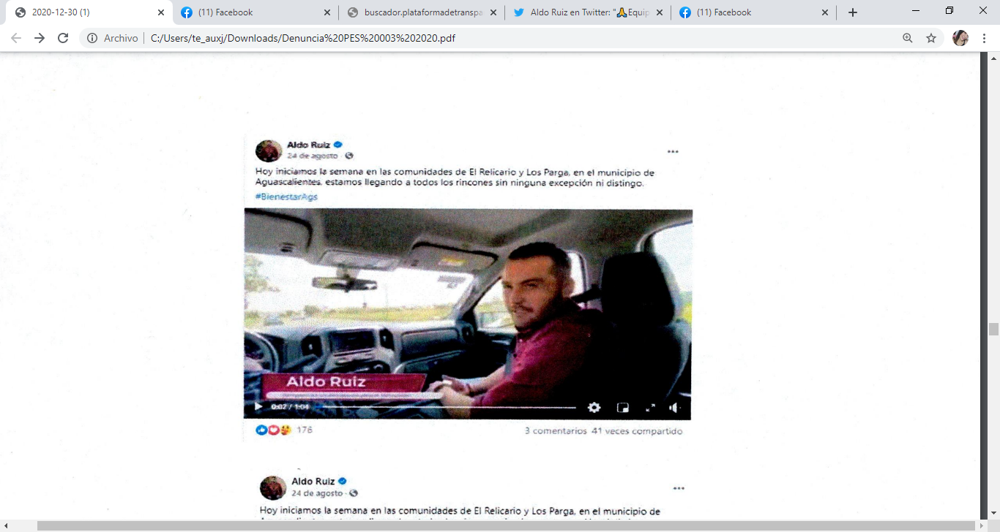 2020-12-30 (1)
(11) Facebook
buscador.plataformadetranspa
Aldo Ruiz en Twitter: "🙏Equip
(11) Facebook
Archivo
C:/Users/te_auxj/Downloads/Denuncia%20PES%20003%202020.pdf
Aldo Ruiz
24 de agosto ·
Hoy iniciamos la semana en las comunidades de El Relicario y Los Parga, en el municipio de
Aguascalientes, estamos llegando a todos los rincones sin ninguna excepción ni distingo.
#BienestarAgs
Aldo Ruiz
0:02 / 1:04
176
3 comentarios 41 veces compartido
Aldo Ruiz
24 de agosto ·
Hoy iniciamos la semana en las comunidades de El Relicario y Los Parga, en el municipio de